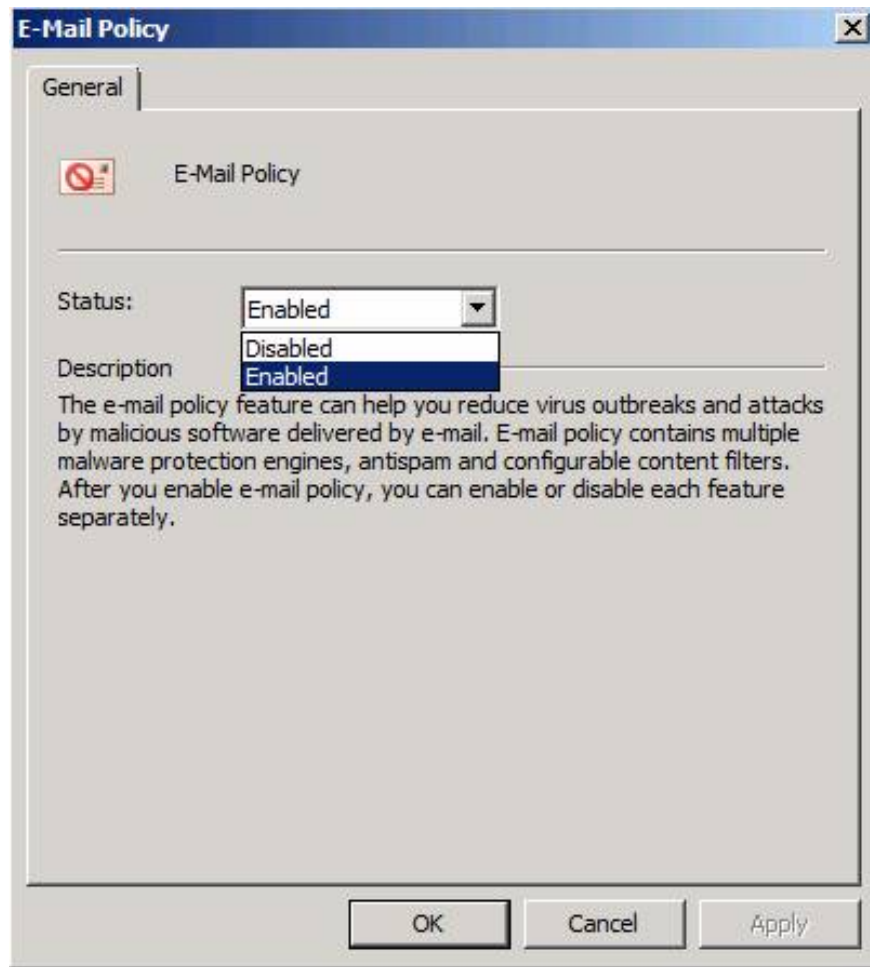 E-Mail Policy
General
E-Mail Policy
Status:
Enabled
Disabled
Enabled
Description
The e-mail policy feature can help you reduce virus outbreaks and attacks
by malicious software delivered by e-mail. E-mail policy contains multiple
malware protection engines, antispam and configurable content filters.
After you enable e-mail policy, you can enable or disable each feature
separately.
OK
Cancel
Apply